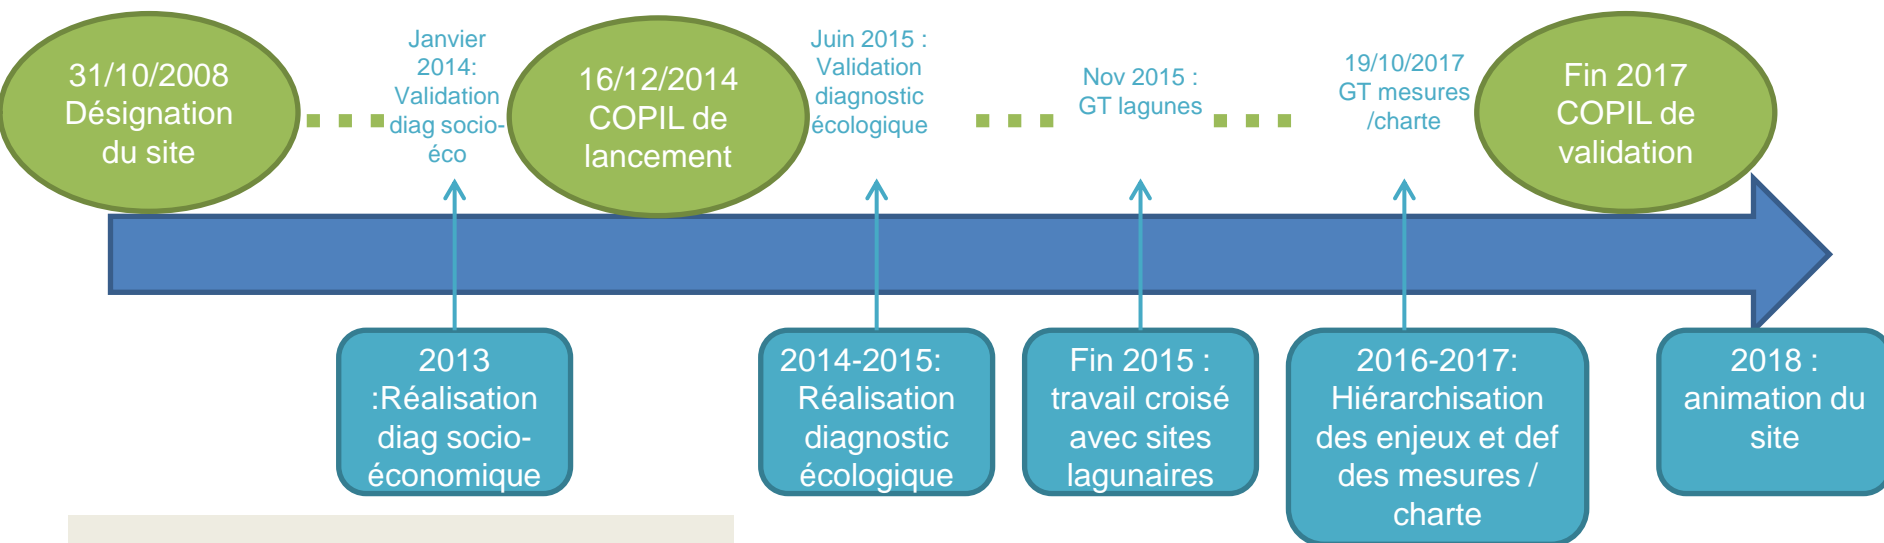 31/10/2008
Désignation
du site
Janvier
2014:
Validation
diag socio-
éco
16/12/2014
COPIL de
lancement
Juin 2015 :
Validation
diagnostic
écologique
Nov 2015 :
GT lagunes
19/10/2017
GT mesures
/charte
Fin 2017
COPIL de
validation
2013
:Réalisation
diag socio-
économique
2014-2015:
Réalisation
diagnostic
écologique
Fin 2015 :
travail croisé
avec sites
lagunaires
2016-2017:
Hiérarchisation
des enjeux et def
des mesures /
charte
2018 :
animation du
site